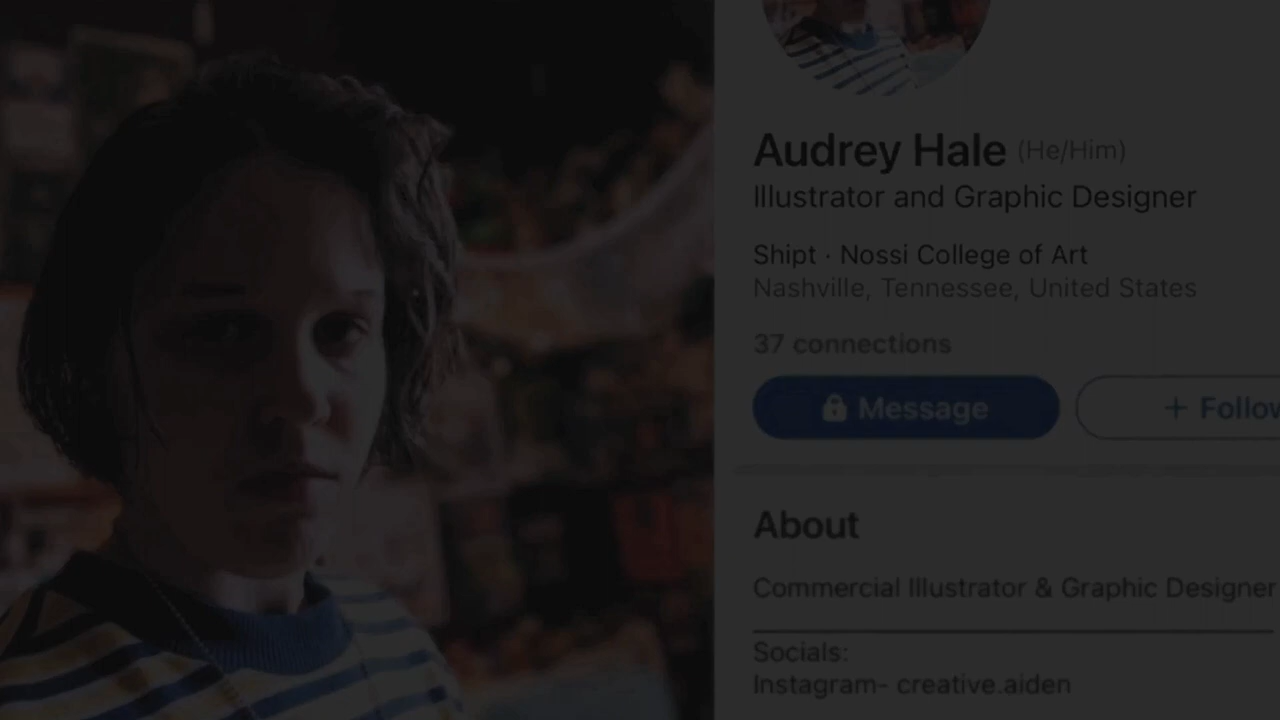 Audrey Hale (He/Him)
Illustrator and Graphic Designer
Shipt · Nossi College of Art
Nashville, Tennessee, United States
37 connections
Message
+ Follow
About
Commercial Illustrator & Graphic Designer
Socials:
Instagram- creative.aiden